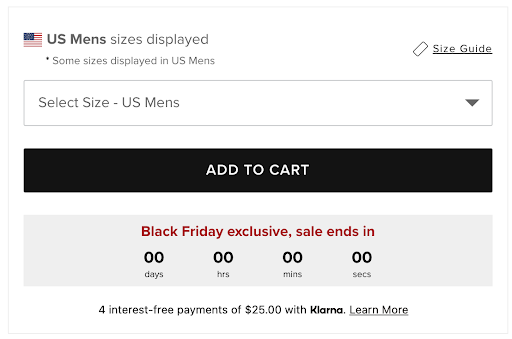 US Mens sizes displayed
* Some sizes displayed in US Mens
Size Guide
Select Size - US Mens
ADD TO CART
Black Friday exclusive, sale ends in
00 00 00 00
days hrs mins secs
4 interest-free payments of $25.00 with Klarna. Learn More